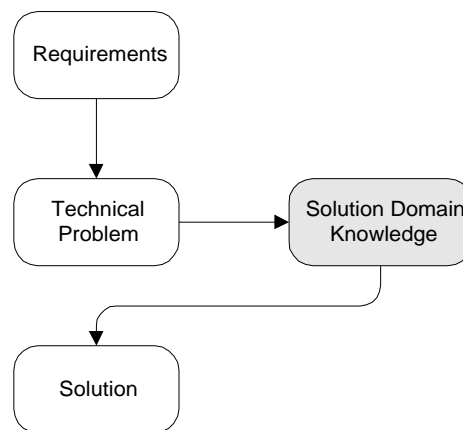 Requirements
Technical
Problem
Solution Domain
Knowledge
Solution